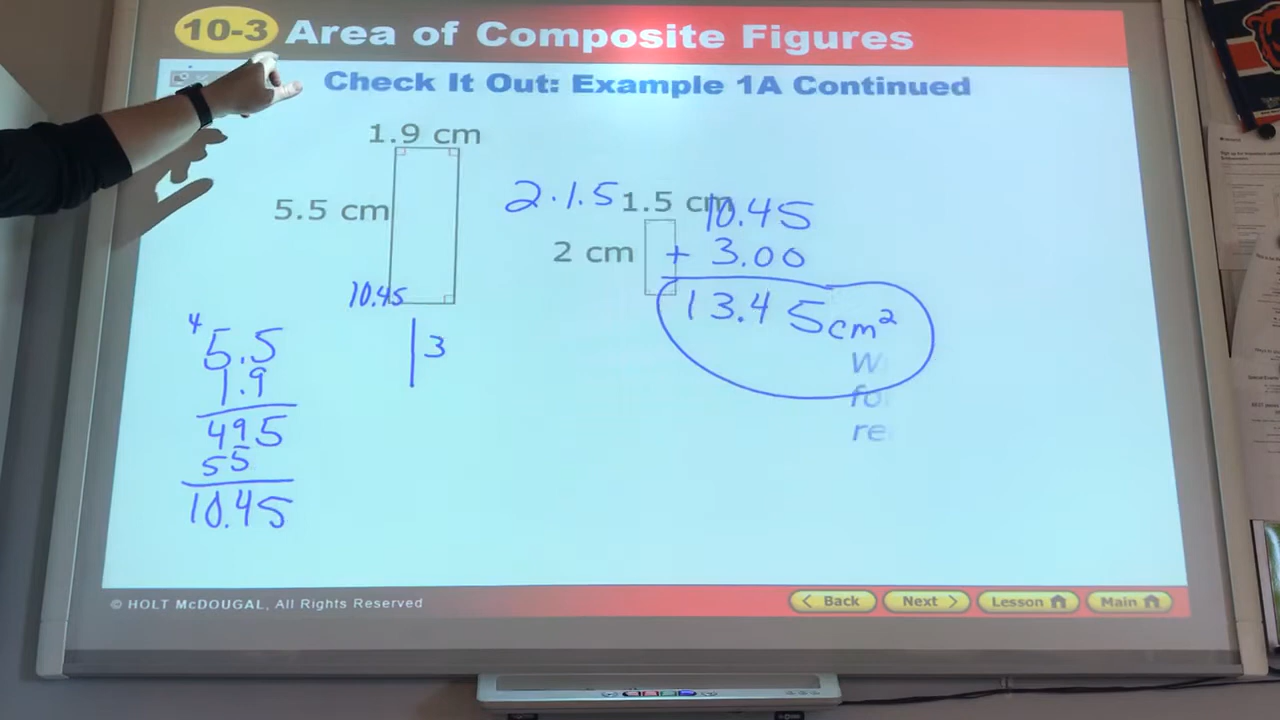 10-3 Area of Composite Figures
Check It Out: Example 1A Continued
1.9 cm
5.5 cm
10.45
2·1.5
1.5 cm
2 cm
10.45
+ 3.00
13.45 cm²
3
4
5.5
1.9
495
55
10.45
W
fo
re
© HOLT McDOUGAL, All Rights Reserved
< Back
Next >
Lesson
Main